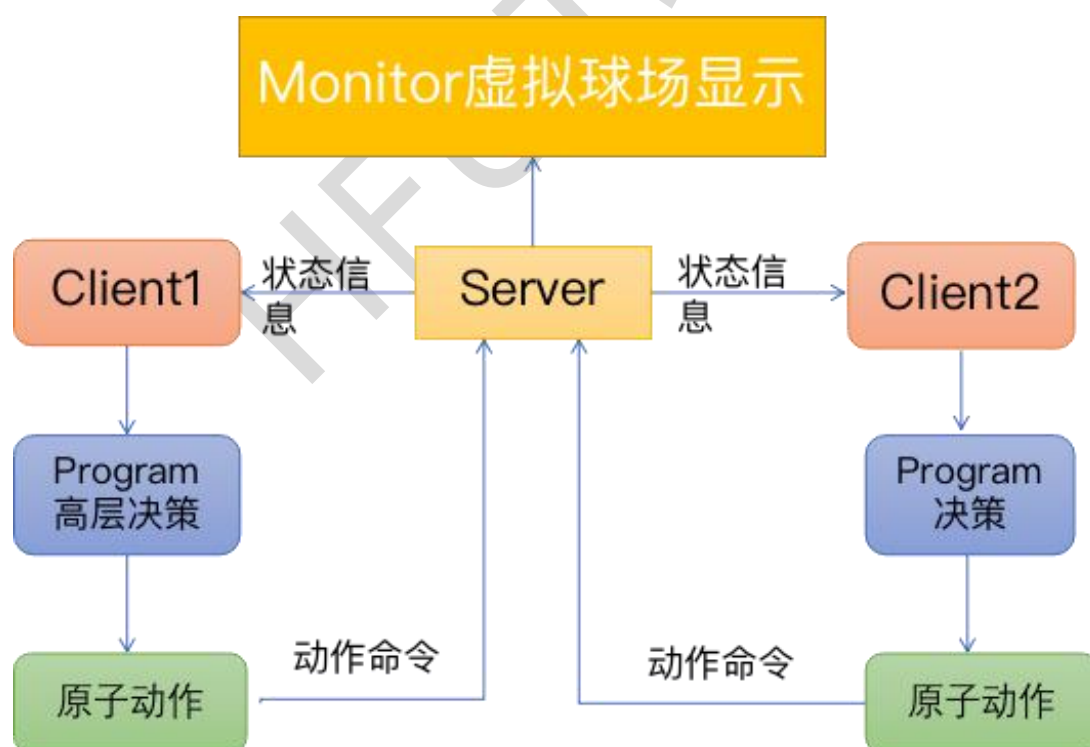 Monitor虚拟球场显示
Client1
状态信
息
Server
状态信
息
Client2
Program
高层决策
Program
决策
动作命令
动作命令
原子动作
原子动作